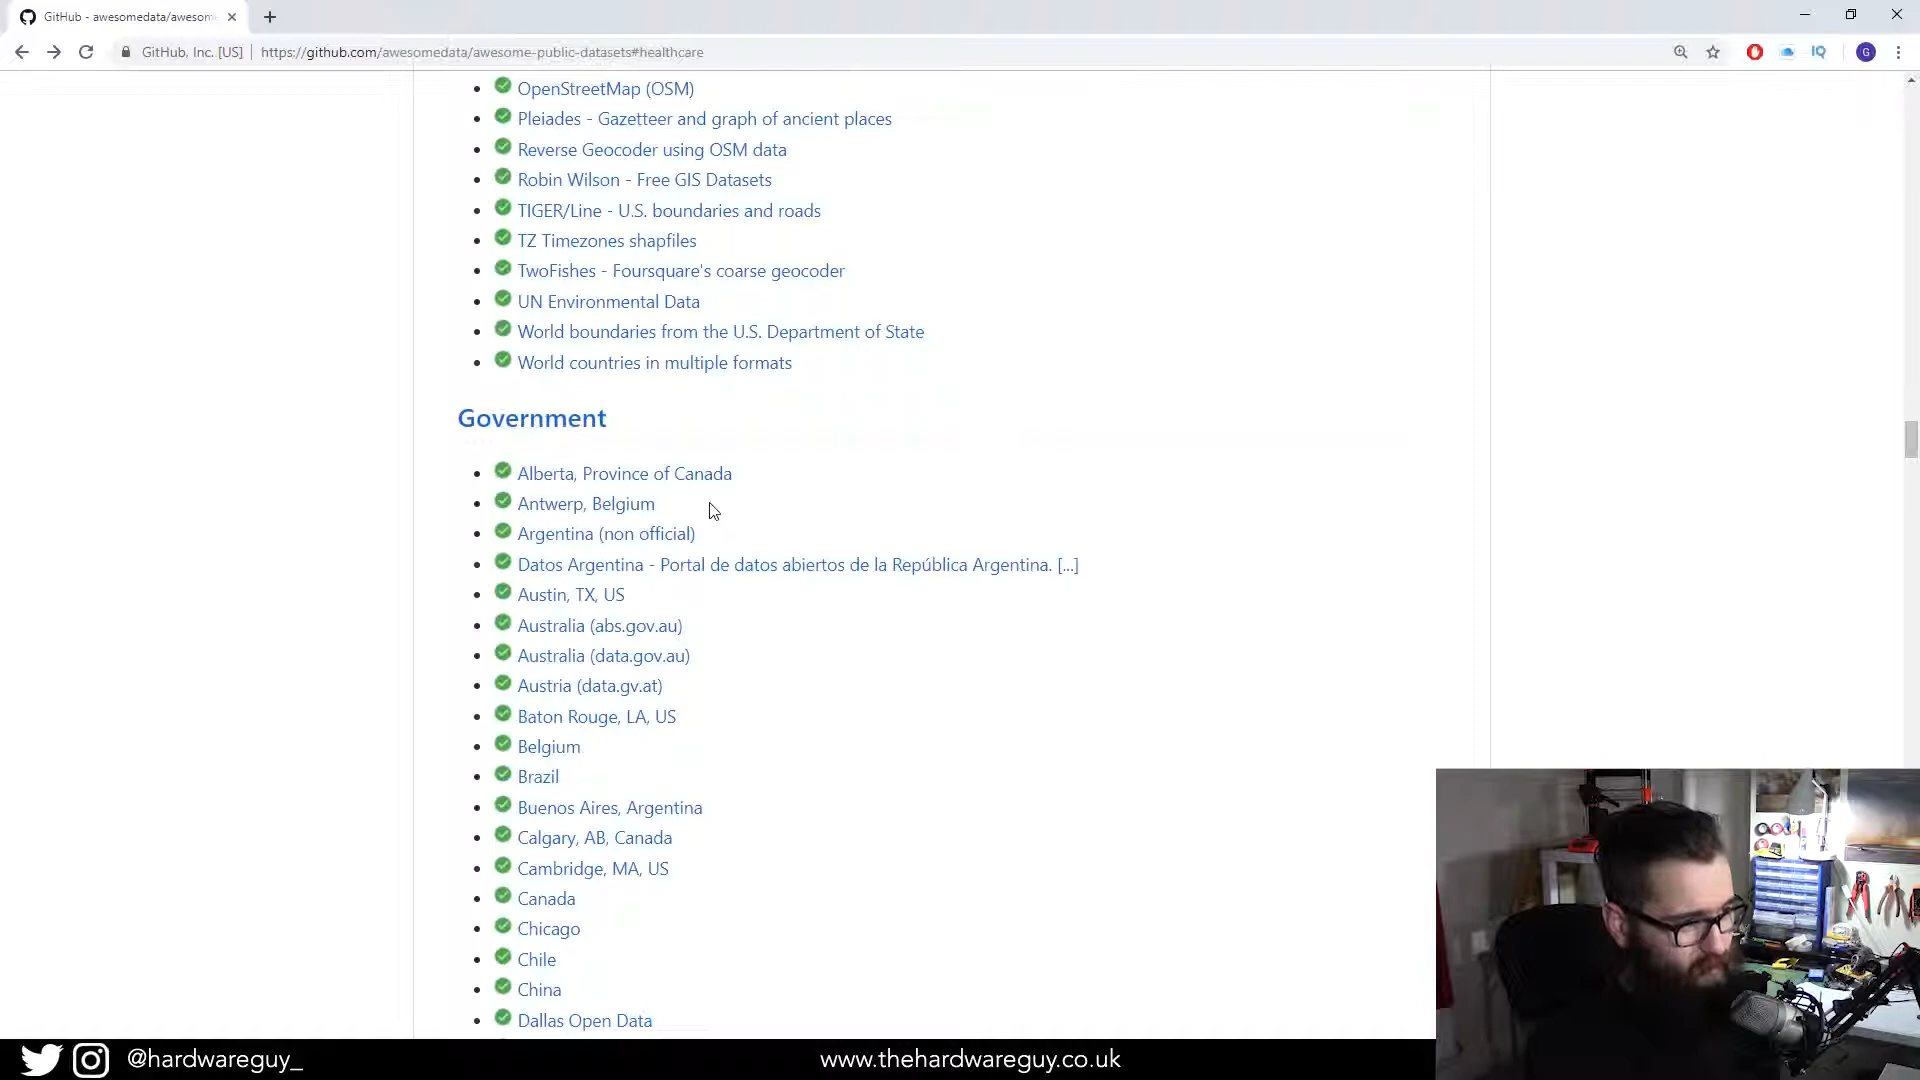 GitHub - awesomedata/awesom
GitHub, Inc. [US] https://github.com/awesomedata/awesome-public-datasets#healthcare
G
OpenStreetMap (OSM)
Pleiades - Gazetteer and graph of ancient places
Reverse Geocoder using OSM data
Robin Wilson - Free GIS Datasets
TIGER/Line - U.S. boundaries and roads
TZ Timezones shapfiles
TwoFishes - Foursquare's coarse geocoder
UN Environmental Data
World boundaries from the U.S. Department of State
World countries in multiple formats
Government
Alberta, Province of Canada
Antwerp, Belgium
Argentina (non official)
Datos Argentina - Portal de datos abiertos de la República Argentina. [...]
Austin, TX, US
Australia (abs.gov.au)
Australia (data.gov.au)
Austria (data.gv.at)
Baton Rouge, LA, US
Belgium
Brazil
Buenos Aires, Argentina
Calgary, AB, Canada
Cambridge, MA, US
Canada
Chicago
Chile
China
Dallas Open Data
@hardwareguy_ www.thehardwareguy.co.uk